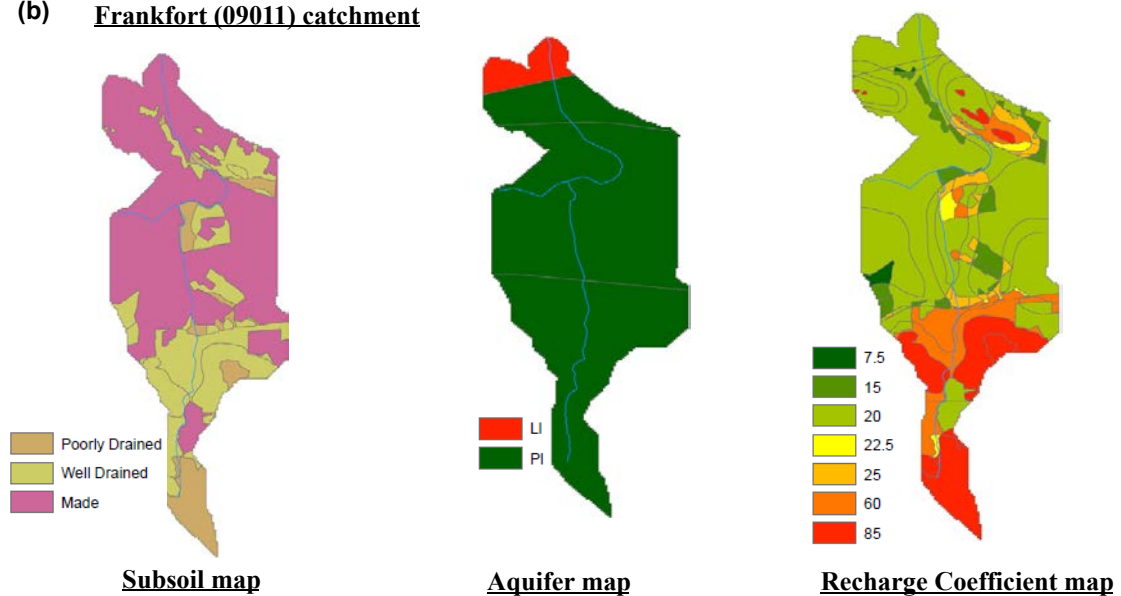 (b) Frankfort (09011) catchment
Poorly Drained
Well Drained
Made
Subsoil map
LI
PI
Aquifer map
7.5
15
20
22.5
25
60
85
Recharge Coefficient map